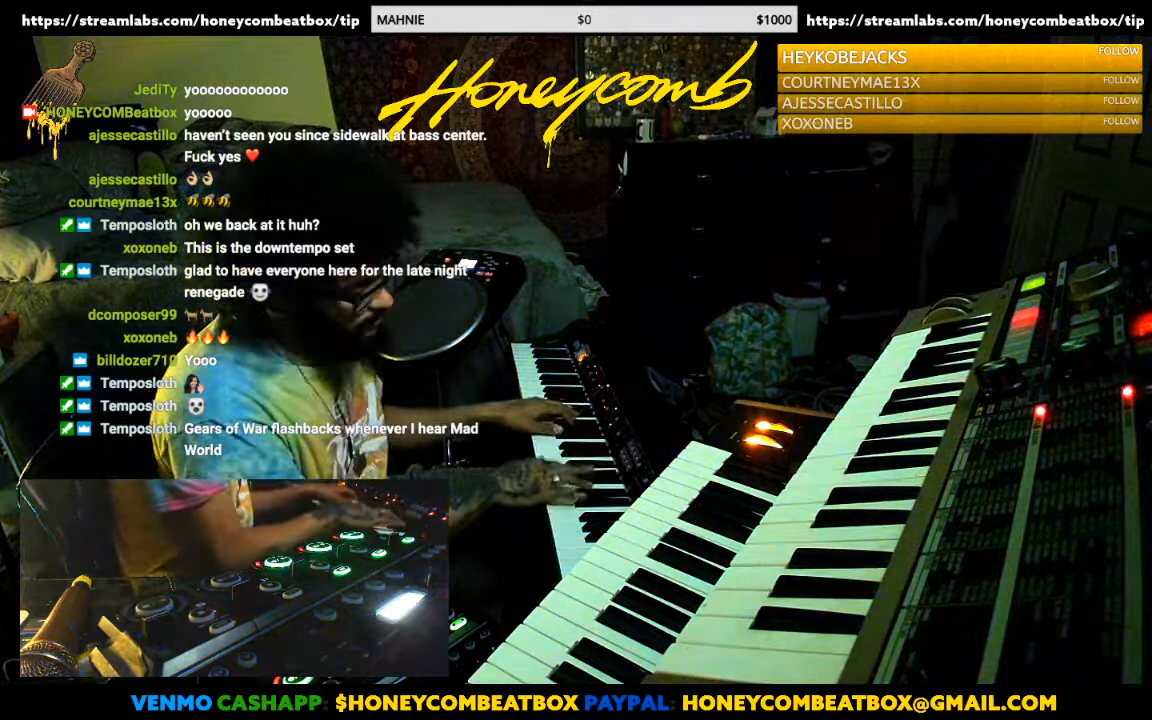 https://streamlabs.com/honeycombeatbox/tip
MAHNIE $0 $1000
https://streamlabs.com/honeycombeatbox/tip
Honeycomb
HEYKOBEJACKS FOLLOW
COURTNEYMAE13X FOLLOW
AJESSECASTILLO FOLLOW
XOXONEB FOLLOW
JediTy yoooooooooooo
HONEYCOMBeatbox yooooo
ajessecastillo haven't seen you since sidewalk at bass center.
Fuck yes ❤️
ajessecastillo 👌🏼👌🏼
courtneymae13x 🐝🐝🐝
Temposloth oh we back at it huh?
xoxoneb This is the downtempo set
Temposloth glad to have everyone here for the late night
renegade
dcomposer99 🐐🐐
xoxoneb 🔥🔥🔥
billdozer710 Yooo
Temposloth
Temposloth
Temposloth Gears of War flashbacks whenever I hear Mad
World
VENMO CASHAPP: $HONEYCOMBEATBOX PAYPAL: HONEYCOMBEATBOX@GMAIL.COM